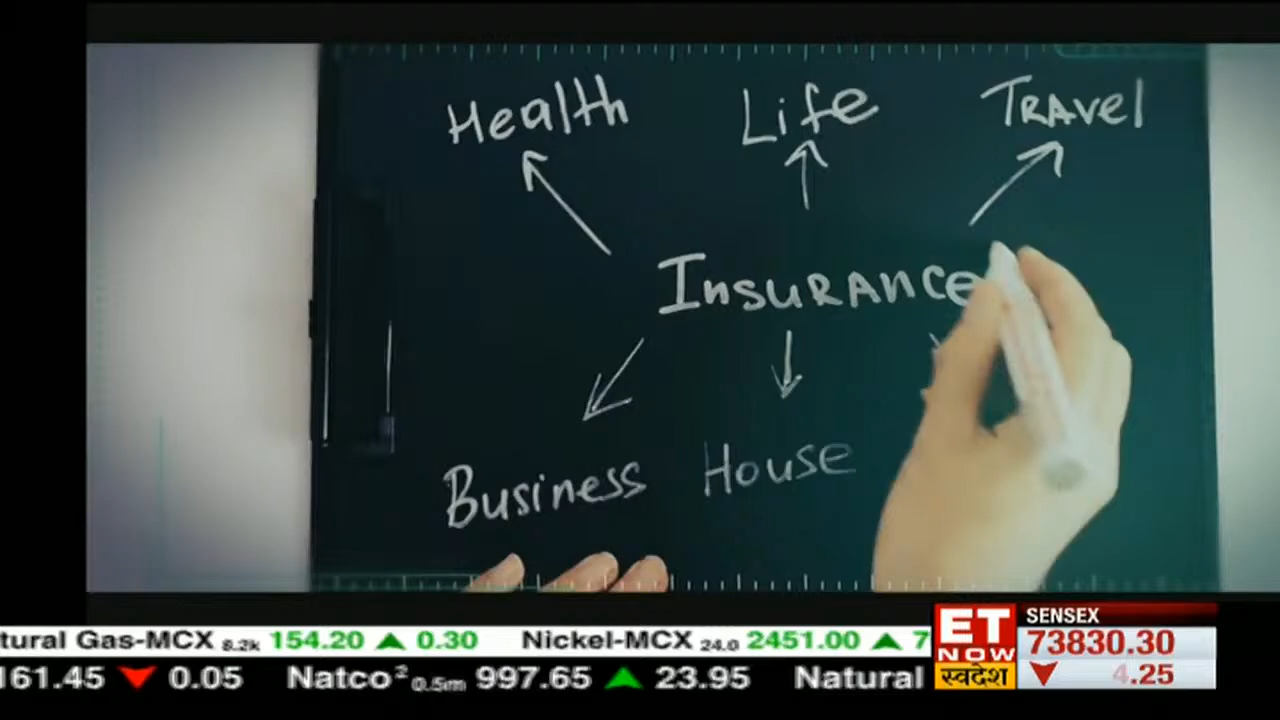 Health Life Travel
Insurance
Business House
tural Gas-MCX 8.2k 154.20 ▲ 0.30 Nickel-MCX 24.0 2451.00 ▲ 7
161.45 ▼ 0.05 Natco² 0.5m 997.65 ▲ 23.95 Natural
ET
NOW
स्वदेश
SENSEX
73830.30
▼ 4.25